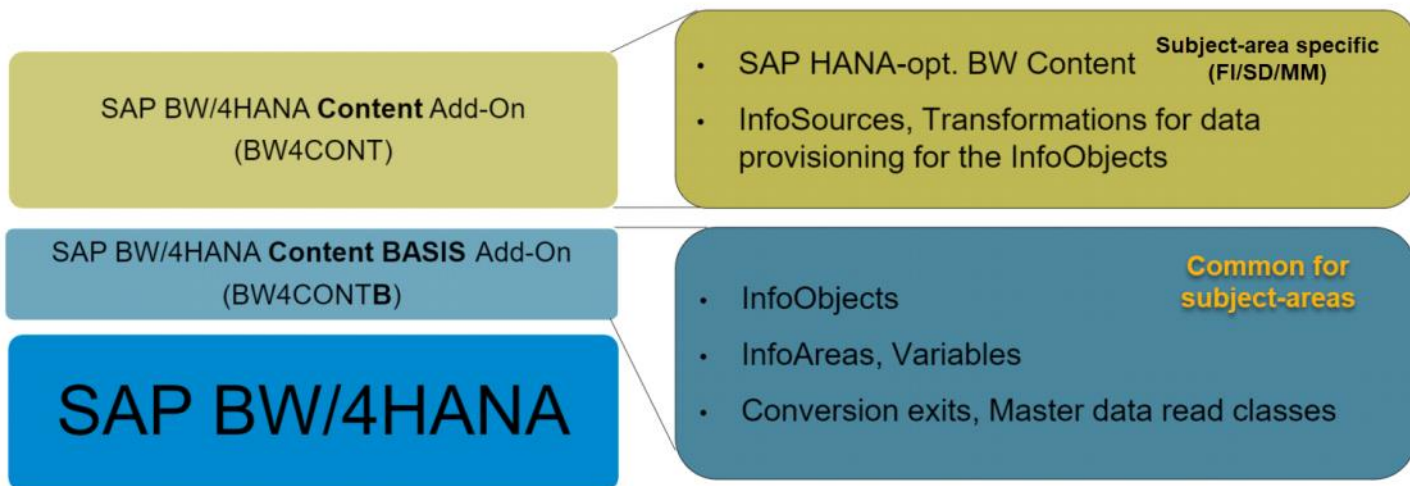 SAP BW/4HANA Content Add-On
(BW4CONT)
• SAP HANA-opt. BW Content
Subject-area specific
(FI/SD/MM)
• InfoSources, Transformations for data
provisioning for the InfoObjects
SAP BW/4HANA Content BASIS Add-On
(BW4CONTB)
Common for
subject-areas
• InfoObjects
• InfoAreas, Variables
• Conversion exits, Master data read classes
SAP BW/4HANA